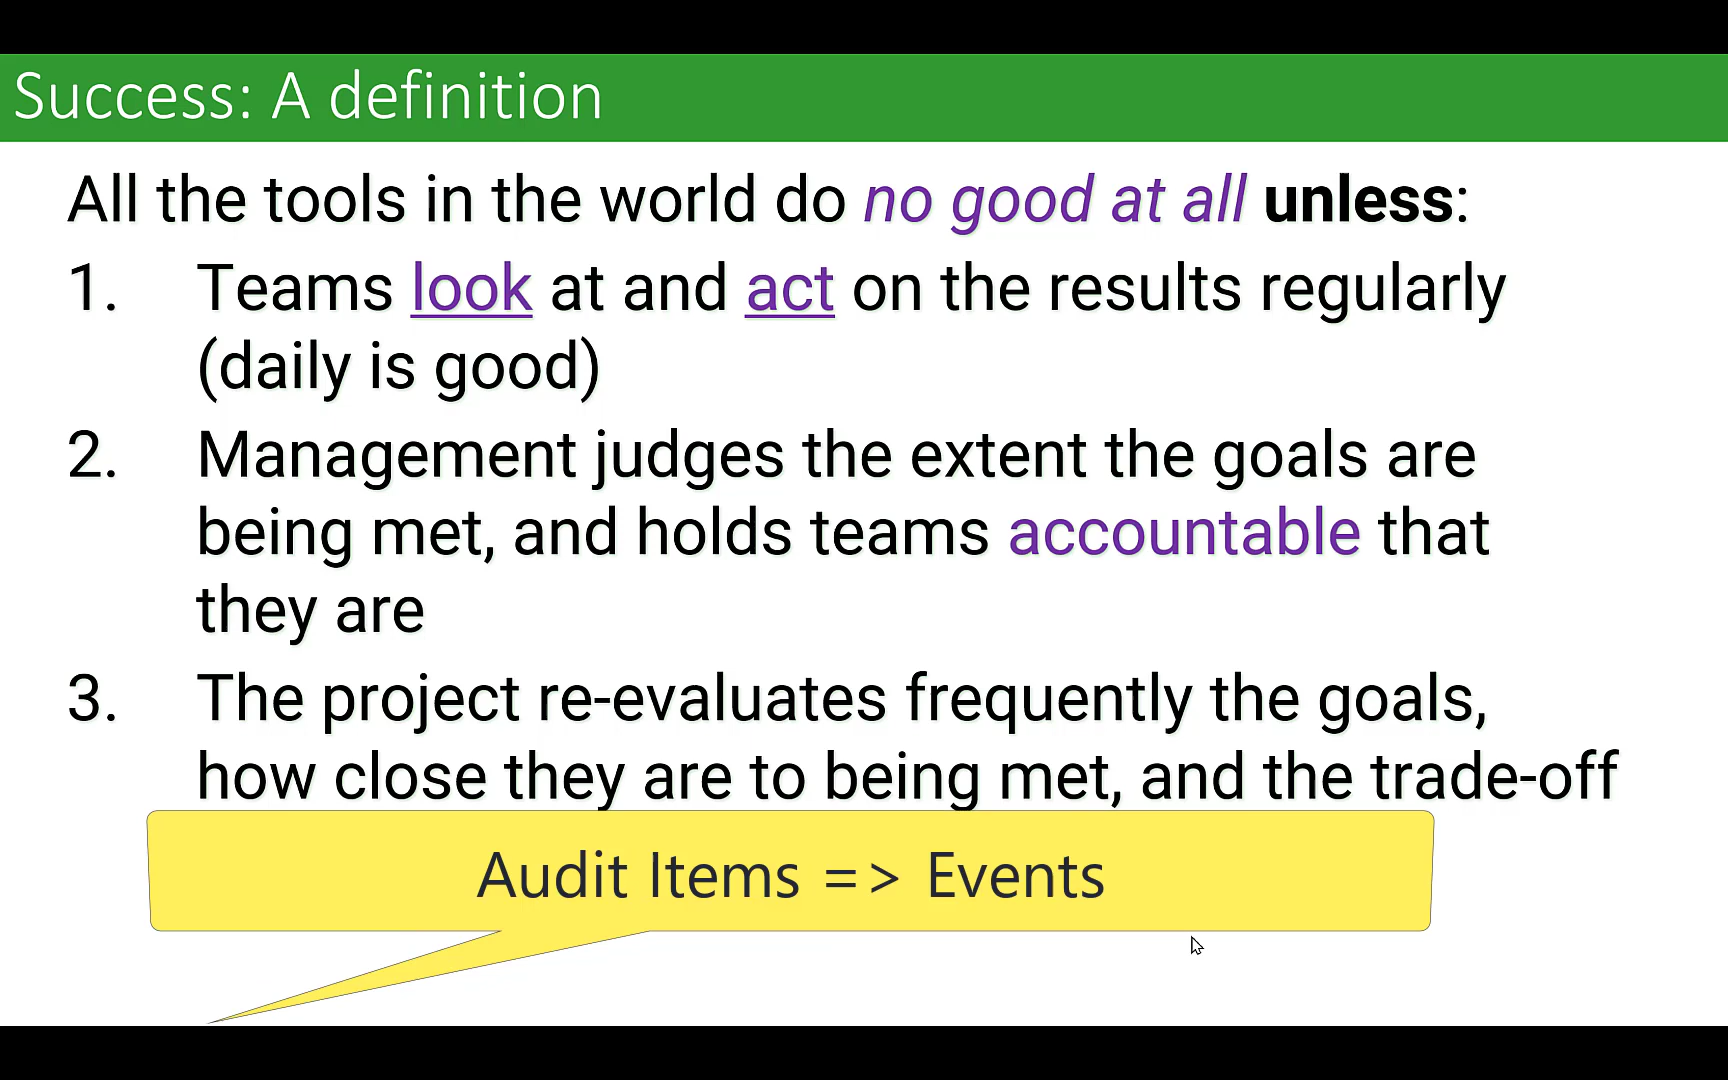 Success: A definition
All the tools in the world do no good at all unless:
1. Teams look at and act on the results regularly
(daily is good)
2. Management judges the extent the goals are
being met, and holds teams accountable that
they are
3. The project re-evaluates frequently the goals,
how close they are to being met, and the trade-off
Audit Items => Events